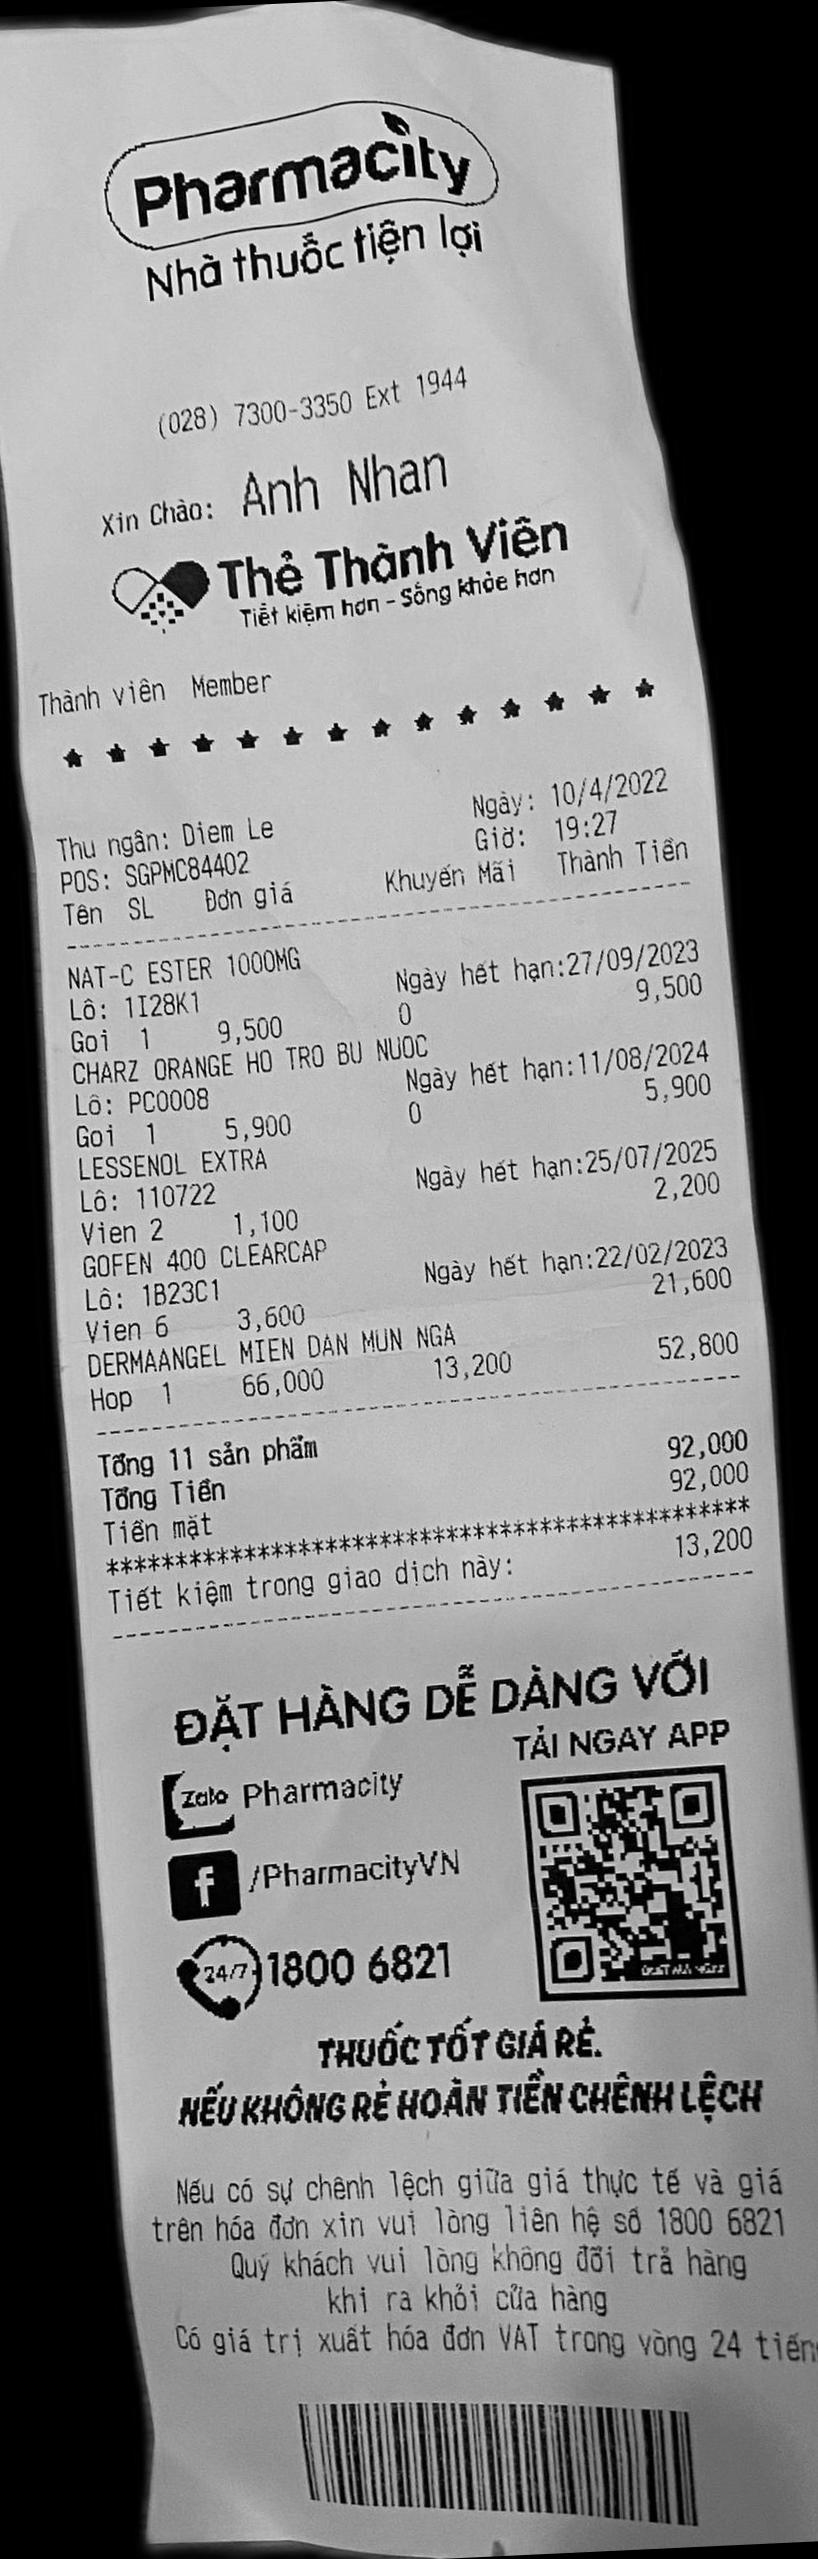 Pharmacity
Nhà thuốc tiện lợi
(028) 7300-3350 Ext 1944
Xin Chào: Anh Nhan
Thẻ Thành Viên
Tiết kiệm hơn - Sống khỏe hơn
Thành viên Member
Thu ngân: Diem Le Ngày: 10/4/2022
POS: SGPMC84402 Giờ: 19:27
Tên SL Đơn giá Khuyến Mãi Thành Tiền
NAT-C ESTER 1000MG
Lô: 1I28K1 Ngày hết hạn:27/09/2023
Goi 1 9,500 0 9,500
CHARZ ORANGE HO TRO BU NUOC
Lô: PC0008 Ngày hết hạn:11/08/2024
Goi 1 5,900 0 5,900
LESSENOL EXTRA
Lô: 110722 Ngày hết hạn:25/07/2025
Vien 2 1,100 2,200
GOFEN 400 CLEARCAP
Lô: 1B23C1 Ngày hết hạn:22/02/2023
Vien 6 3,600 21,600
DERMAANGEL MIEN DAN MUN NGA
Hop 1 66,000 13,200 52,800
Tổng 11 sản phẩm
Tổng Tiền 92,000
Tiền mặt 92,000
************************************************
Tiết kiệm trong giao dịch này: 13,200
ĐẶT HÀNG DỄ DÀNG VỚI
TẢI NGAY APP
Zalo Pharmacity
f /PharmacityVN
24/7 1800 6821
THUỐC TỐT GIÁ RẺ.
NẾU KHÔNG RẺ HOÀN TIỀN CHÊNH LỆCH
Nếu có sự chênh lệch giữa giá thực tế và giá
trên hóa đơn xin vui lòng liên hệ số 1800 6821
Quý khách vui lòng không đổi trả hàng
khi ra khỏi cửa hàng
Có giá trị xuất hóa đơn VAT trong vòng 24 tiếng